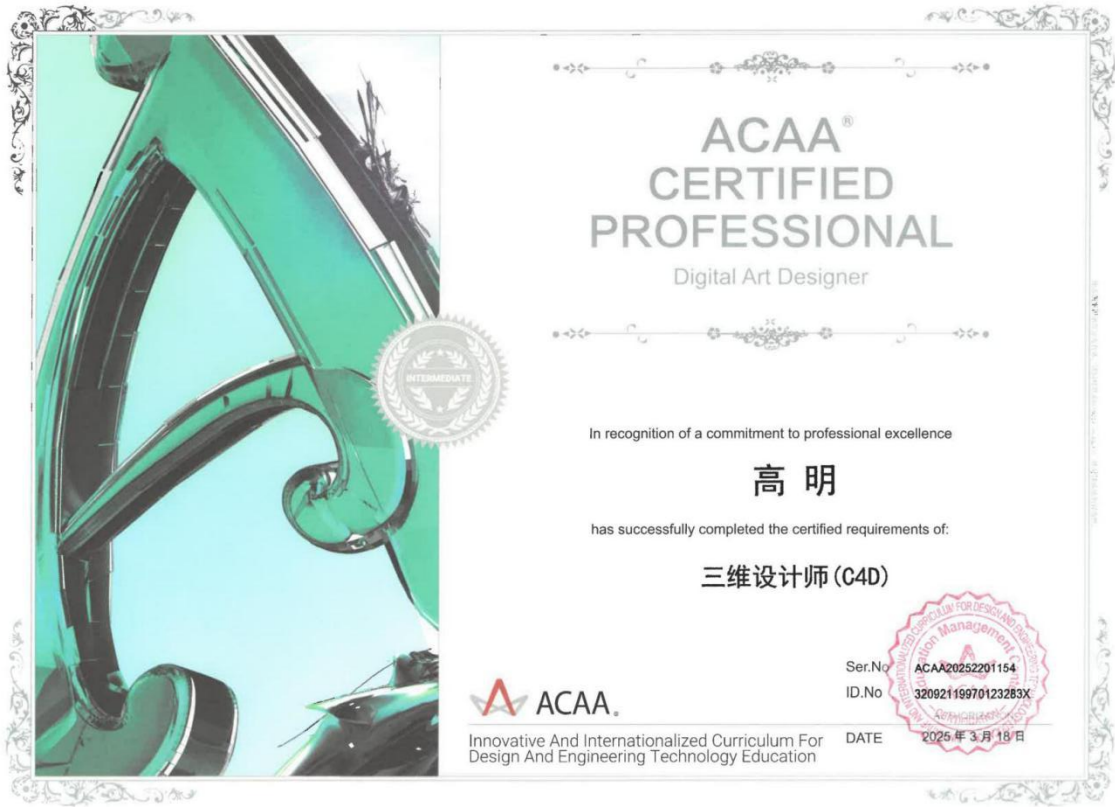 ACAA®
CERTIFIED
PROFESSIONAL
Digital Art Designer
INTERMEDIATE
In recognition of a commitment to professional excellence
高 明
has successfully completed the certified requirements of:
三维设计师(C4D)
Ser.No ACAA20252201154
ID.No 32092119970123283X
DATE 2025 年 3 月 18 日
ACAA.
Innovative And Internationalized Curriculum For
Design And Engineering Technology Education